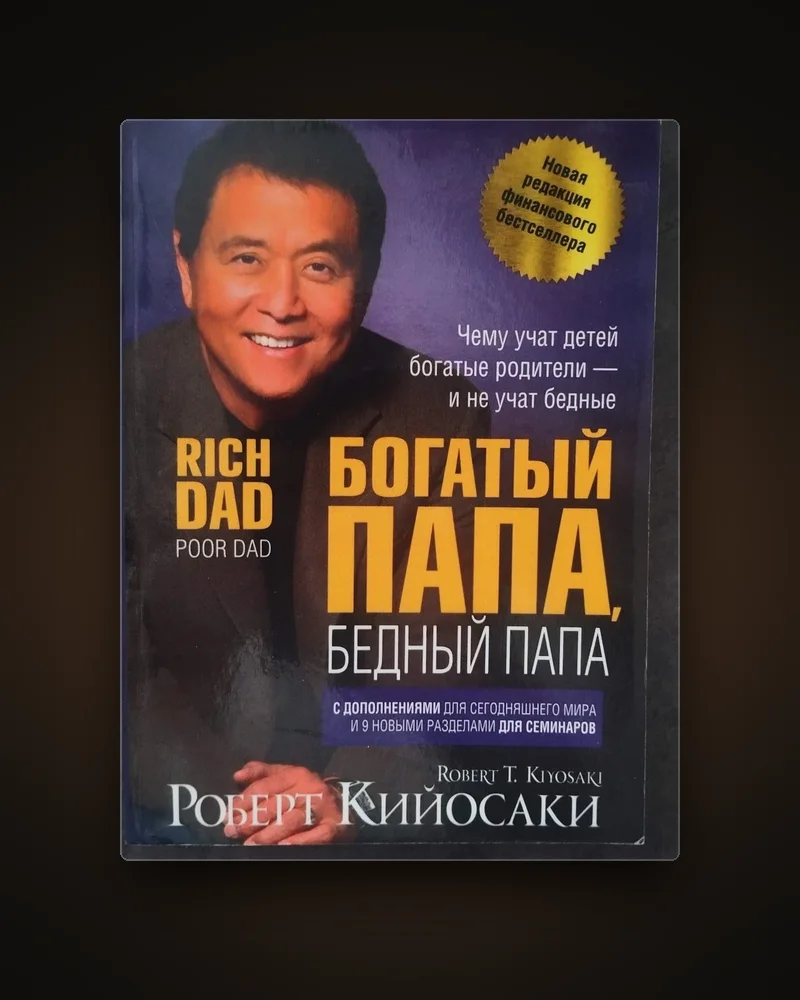 Новая
редакция
финансового
бестселлера
Чему учат детей
богатые родители —
и не учат бедные
RICH
DAD
POOR DAD
БОГАТЫЙ
ПАПА,
БЕДНЫЙ ПАПА
С ДОПОЛНЕНИЯМИ ДЛЯ СЕГОДНЯШНЕГО МИРА
И 9 НОВЫМИ РАЗДЕЛАМИ ДЛЯ СЕМИНАРОВ
ROBERT T. KIYOSAKI
РОБЕРТ КИЙОСАКИ